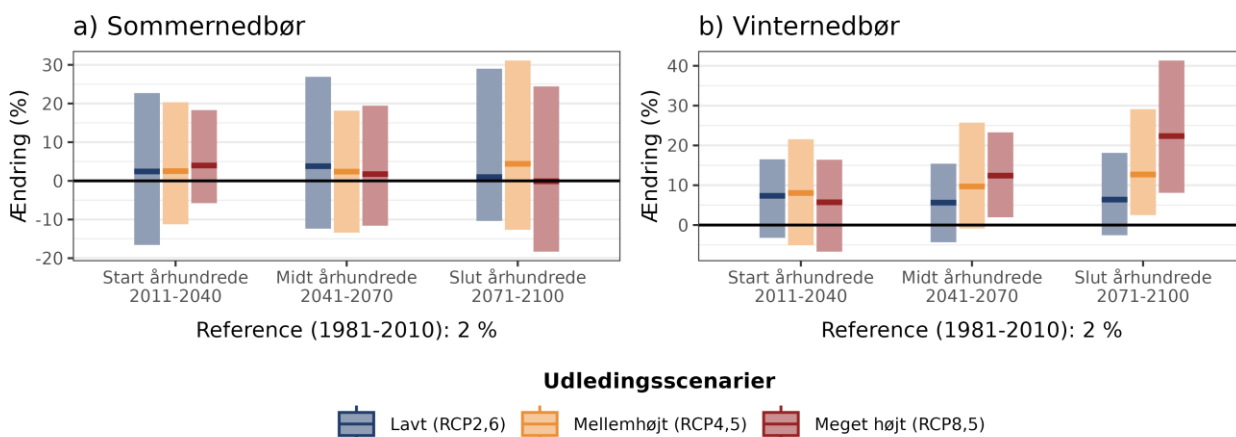 a) Sommernedbør
Ændring (%)
30
20
10
0
-10
-20
Start århundrede
2011-2040
Midt århundrede
2041-2070
Slut århundrede
2071-2100
Reference (1981-2010): 2 %
b) Vinternedbør
Ændring (%)
40
30
20
10
0
Start århundrede
2011-2040
Midt århundrede
2041-2070
Slut århundrede
2071-2100
Reference (1981-2010): 2 %
Udledingsscenarier
Lavt (RCP2,6)
Mellemhøjt (RCP4,5)
Meget højt (RCP8,5)